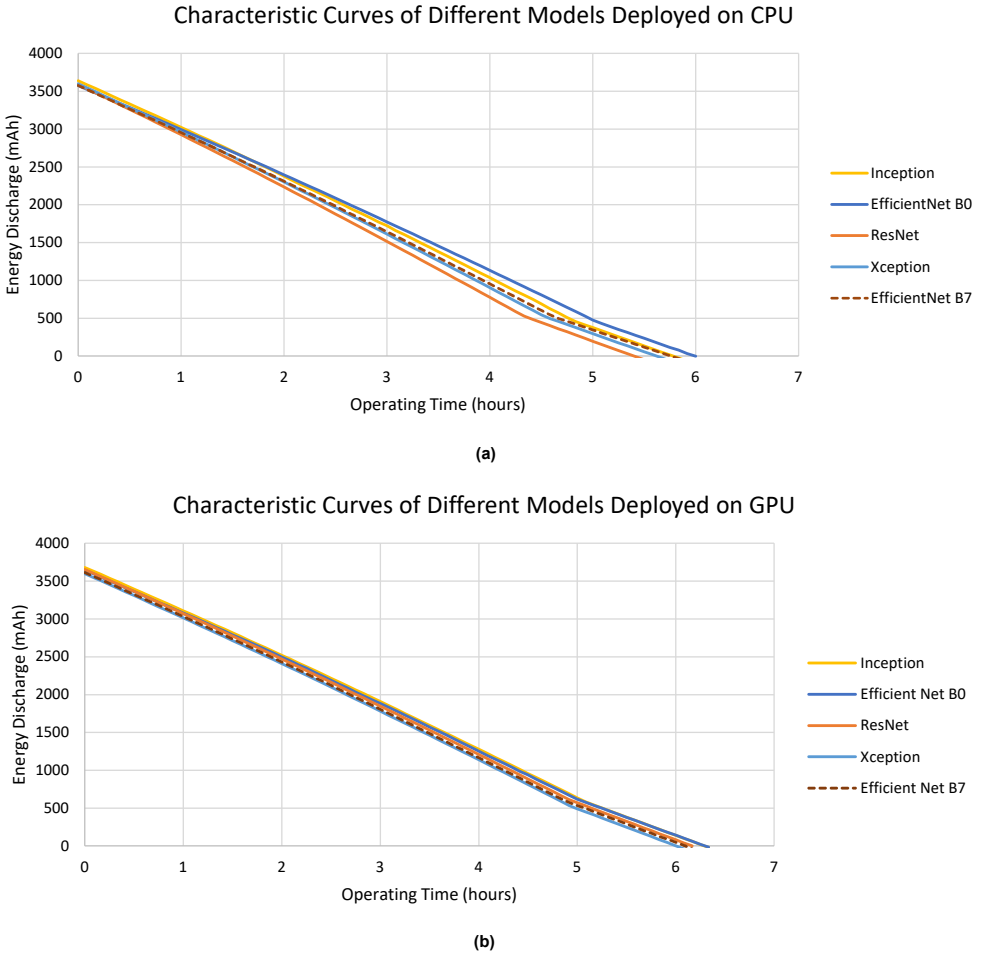 Characteristic Curves of Different Models Deployed on CPU
Energy Discharge (mAh)
4000
3500
3000
2500
2000
1500
1000
500
0
0 1 2 3 4 5 6 7
Operating Time (hours)
Inception
EfficientNet B0
ResNet
Xception
EfficientNet B7
(a)
Characteristic Curves of Different Models Deployed on GPU
Energy Discharge (mAh)
4000
3500
3000
2500
2000
1500
1000
500
0
0 1 2 3 4 5 6 7
Operating Time (hours)
Inception
Efficient Net B0
ResNet
Xception
Efficient Net B7
(b)